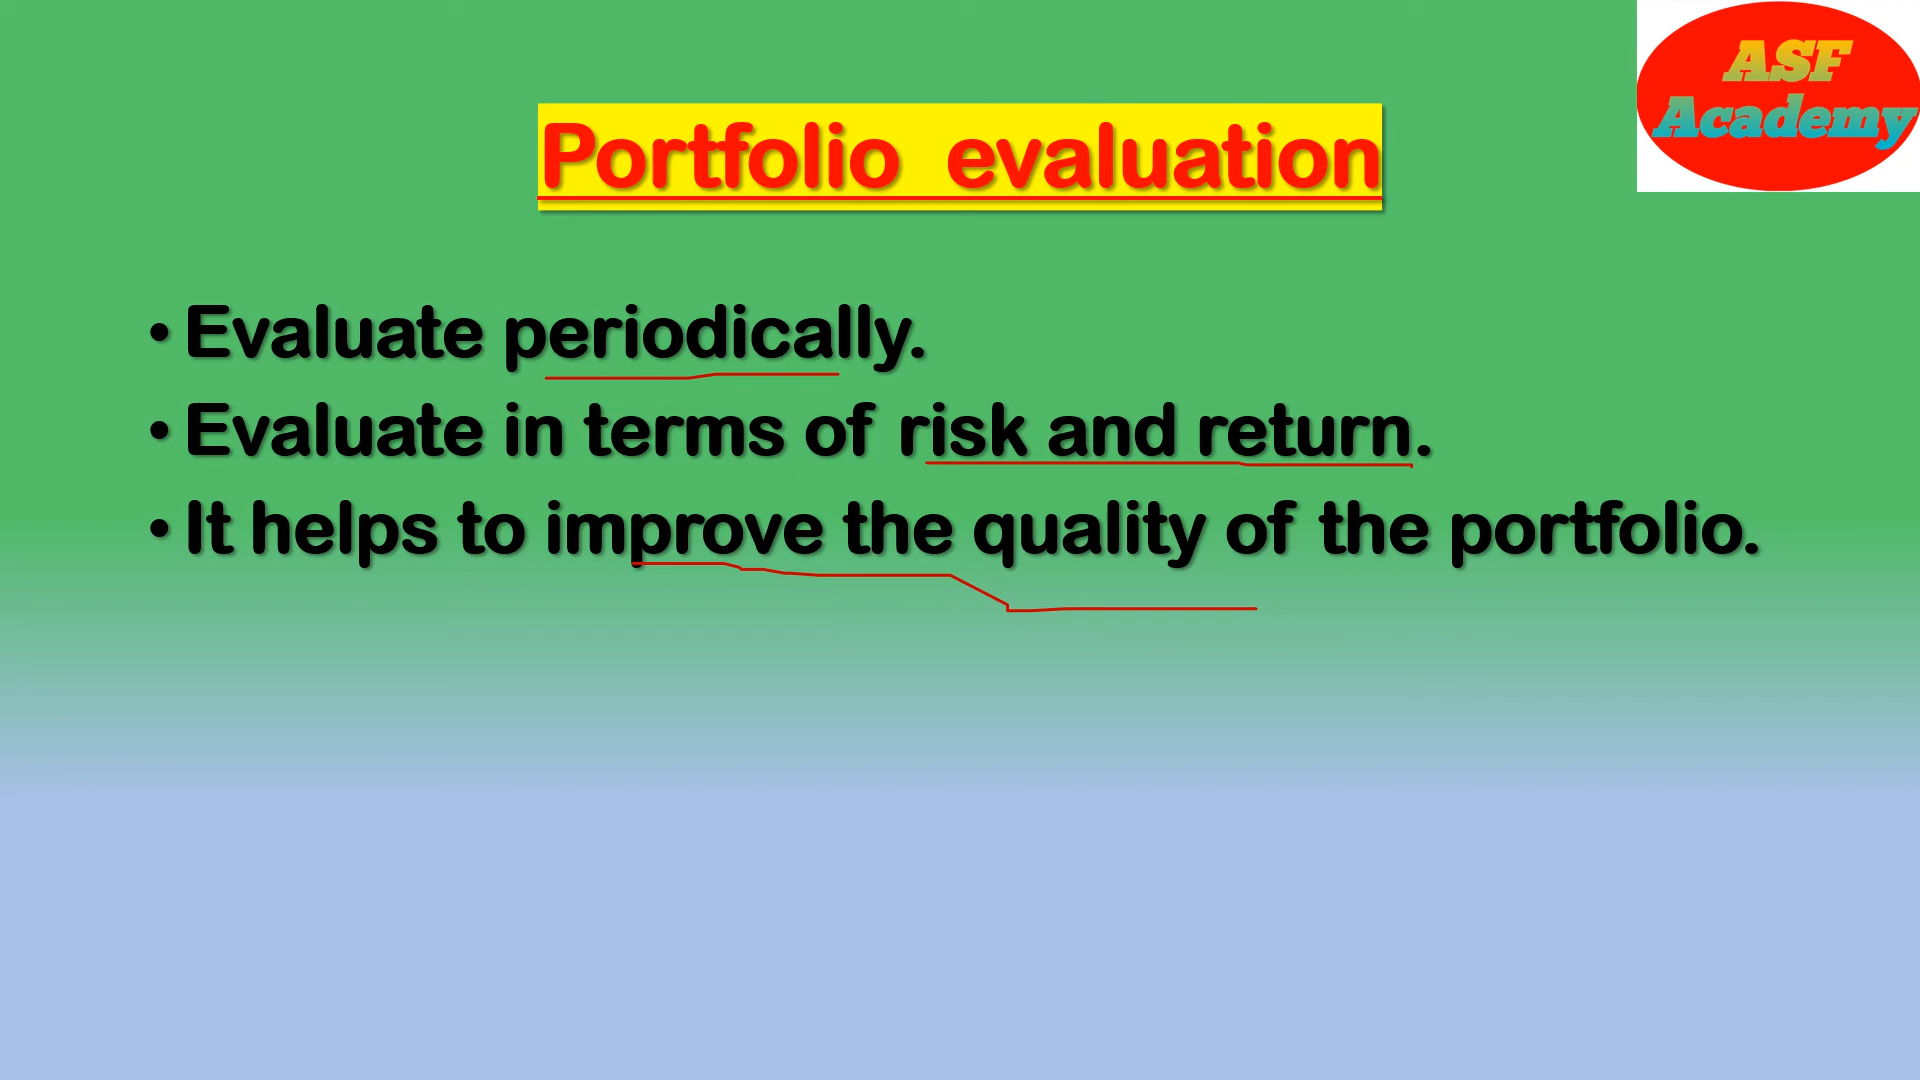 ASF
Academy
Portfolio evaluation
• Evaluate periodically.
• Evaluate in terms of risk and return.
• It helps to improve the quality of the portfolio.